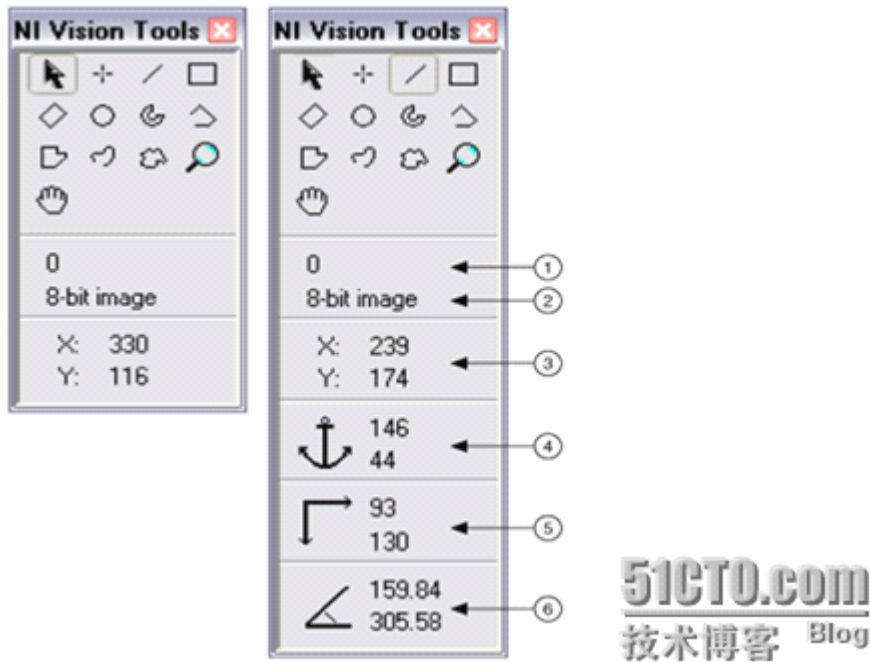 NI Vision Tools
0
8-bit image
X: 330
Y: 116
NI Vision Tools
0
8-bit image
X: 239
Y: 174
146
44
93
130
159.84
305.58
1
2
3
4
5
6
51CTO.com
技术博客 Blog